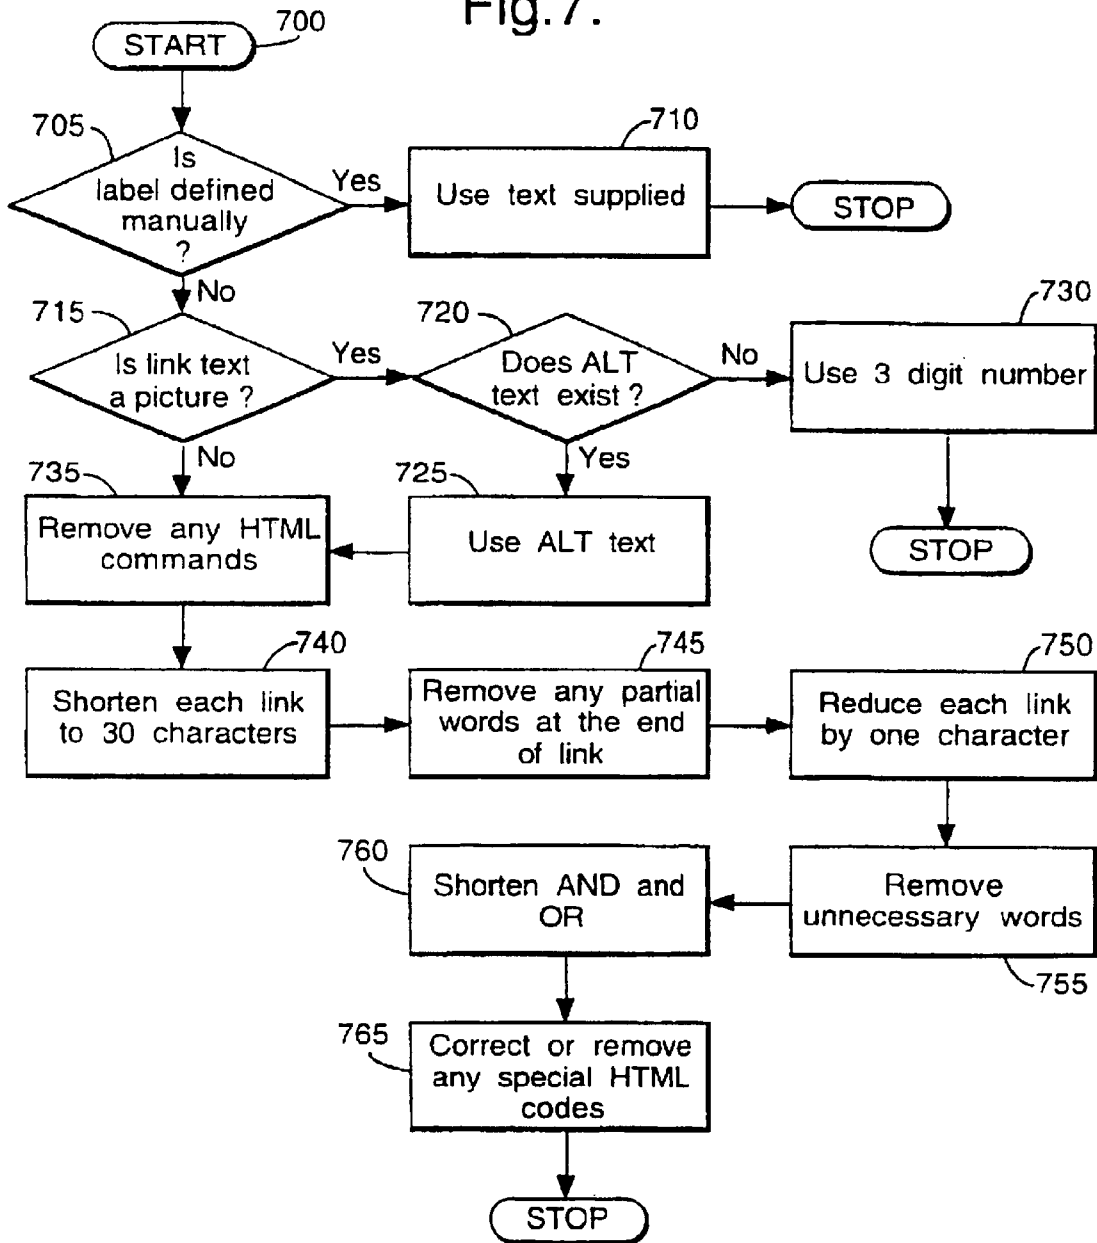 Fig.7.
START
700
705
Is
label defined
manually
?
Yes
710
Use text supplied
STOP
No
715
Is link text
a picture ?
Yes
720
Does ALT
text exist ?
No
730
Use 3 digit number
STOP
No
Yes
735
Remove any HTML
commands
725
Use ALT text
740
Shorten each link
to 30 characters
745
Remove any partial
words at the end
of link
750
Reduce each link
by one character
760
Shorten AND and
OR
Remove
unnecessary words
755
765
Correct or remove
any special HTML
codes
STOP